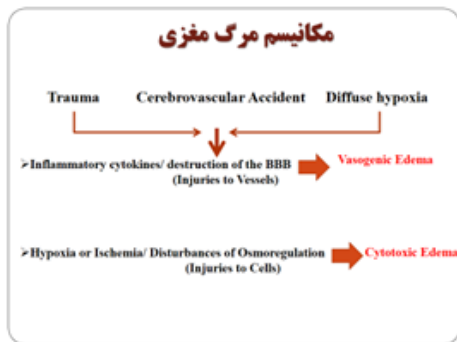 مکانیسم مرگ مغزی
Trauma Cerebrovascular Accident Diffuse hypoxia
➢Inflammatory cytokines/ destruction of the BBB
(Injuries to Vessels)
Vasogenic Edema
➢Hypoxia or Ischemia/ Disturbances of Osmoregulation
(Injuries to Cells)
Cytotoxic Edema